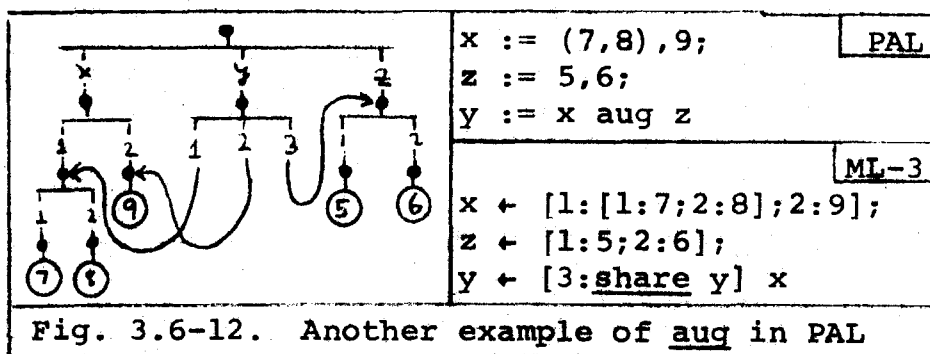 x y z
1 2 1 2 3 1 2
9 5 6
1 2
7 8
x := (7,8),9; PAL
z := 5,6;
y := x aug z
ML-3
x ← [1:[1:7;2:8];2:9];
z ← [1:5;2:6];
y ← [3:share y] x
Fig. 3.6-12. Another example of aug in PAL